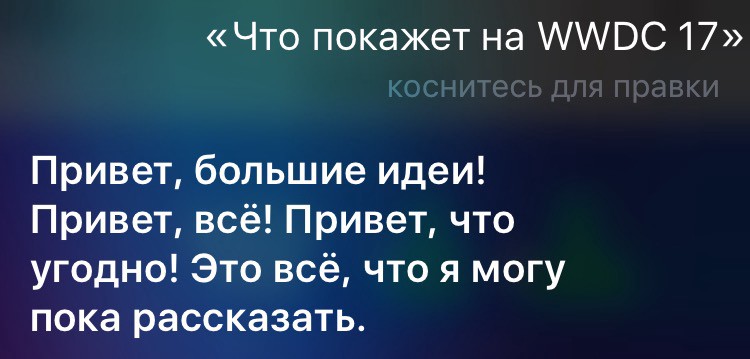 «Что покажет на WWDC 17»
коснитесь для правки
Привет, большие идеи!
Привет, всё! Привет, что
угодно! Это всё, что я могу
пока рассказать.